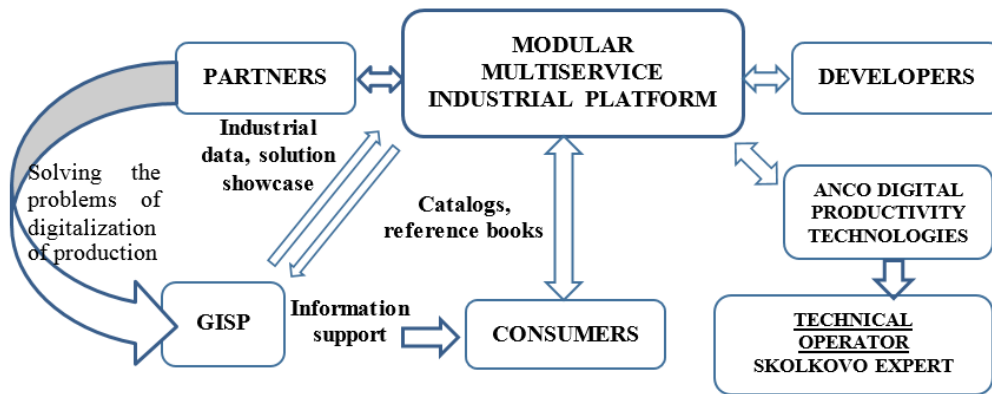 MODULAR
MULTISERVICE
INDUSTRIAL PLATFORM
PARTNERS
DEVELOPERS
Industrial
data, solution
showcase
Solving the
problems of
digitalization
of production
Catalogs,
reference books
ANCO DIGITAL
PRODUCTIVITY
TECHNOLOGIES
GISP
Information
support
CONSUMERS
TECHNICAL
OPERATOR
SKOLKOVO EXPERT